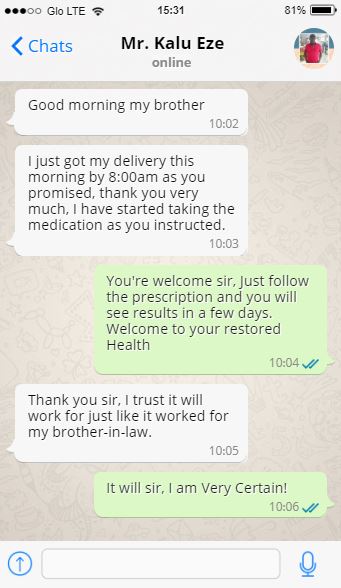 Glo LTE 15:31 81%
Chats Mr. Kalu Eze
online
Good morning my brother
10:02
I just got my delivery this
morning by 8:00am as you
promised, thank you very
much, I have started taking the
medication as you instructed.
10:03
You're welcome sir, Just follow
the prescription and you will
see results in a few days.
Welcome to your restored
Health
10:04
Thank you sir, I trust it will
work for just like it worked for
my brother-in-law.
10:05
It will sir, I am Very Certain!
10:06